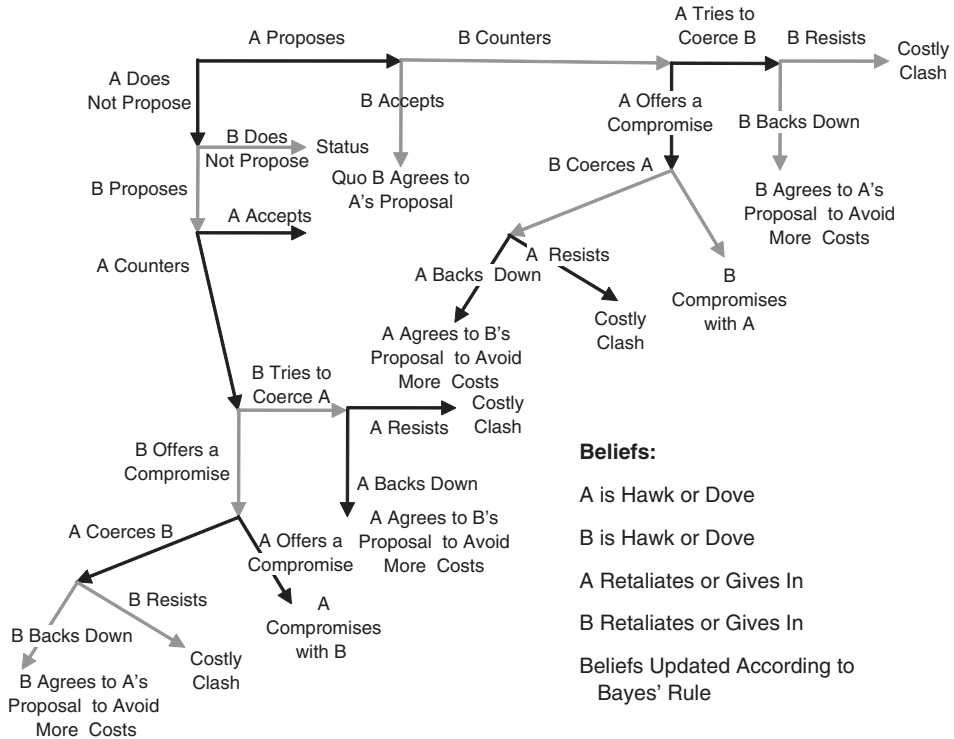 A Proposes
B Counters
A Tries to
Coerce B
B Resists
Costly
Clash
A Does
Not Propose
B Accepts
A Offers a
Compromise
B Backs Down
B Does
Not Propose
Status
Quo B Agrees to
A's Proposal
B Coerces A
B Agrees to A's
Proposal to Avoid
More Costs
B Proposes
A Accepts
A Counters
A Resists
A Backs Down
B
Compromises
with A
Costly
Clash
A Agrees to B's
Proposal to Avoid
More Costs
B Tries to
Coerce A
Costly
Clash
A Resists
B Offers a
Compromise
A Backs Down
A Agrees to B's
Proposal to Avoid
More Costs
A Coerces B
A Offers a
Compromise
B Resists
A
Compromises
with B
B Backs Down
Costly
Clash
B Agrees to A's
Proposal to Avoid
More Costs
Beliefs:
A is Hawk or Dove
B is Hawk or Dove
A Retaliates or Gives In
B Retaliates or Gives In
Beliefs Updated According to
Bayes' Rule